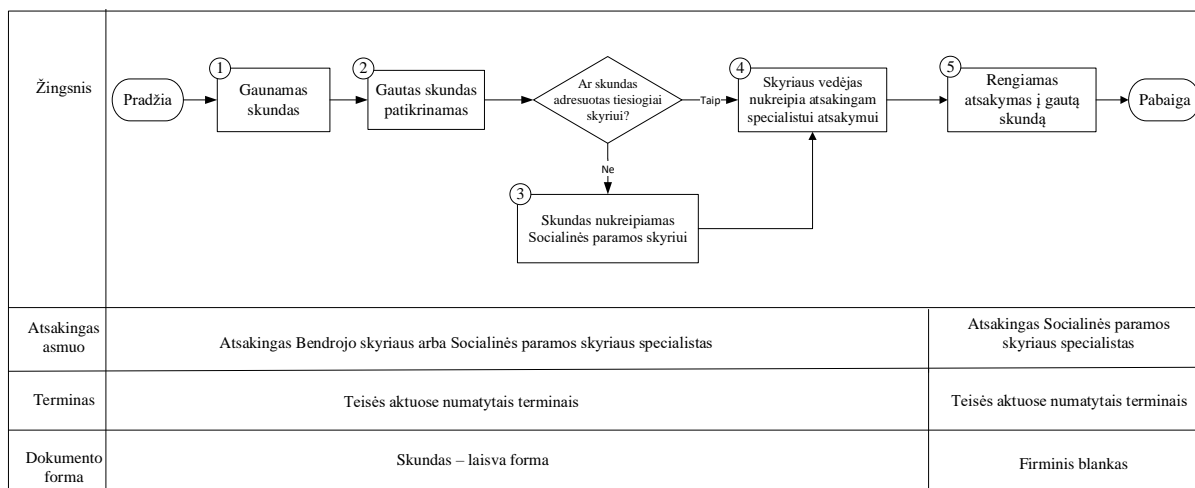 Žingsnis
Pradžia
1
Gaunamas
skundas
2
Gautas skundas
patikrinamas
Ar skundas
adresuotas tiesiogiai
skyriui?
Taip
Ne
3
Skundas nukreipiamas
Socialinės paramos skyriui
4
Skyriaus vedėjas
nukreipia atsakingam
specialistui atsakymui
5
Rengiamas
atsakymas į gautą
skundą
Pabaiga
Atsakingas
asmuo
Atsakingas Bendrojo skyriaus arba Socialinės paramos skyriaus specialistas
Atsakingas Socialinės paramos
skyriaus specialistas
Terminas
Teisės aktuose numatytais terminais
Teisės aktuose numatytais terminais
Dokumento
forma
Skundas – laisva forma
Firminis blankas